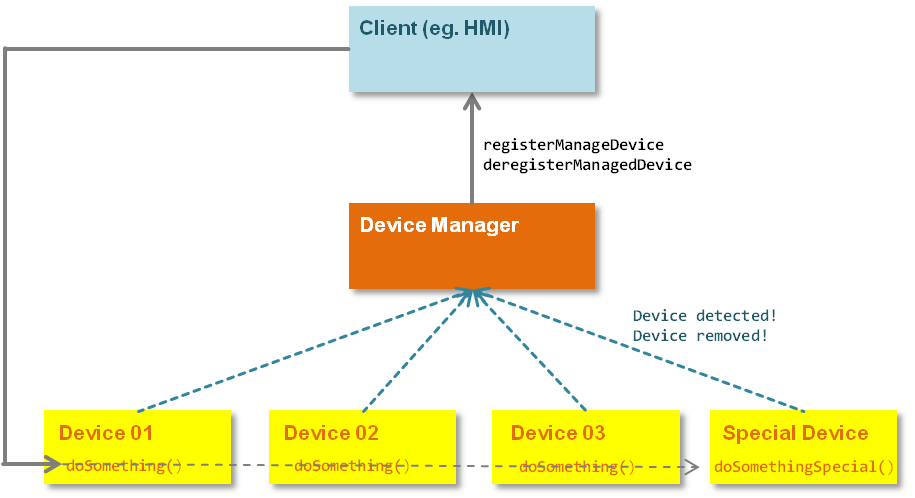 Client (eg. HMI)
registerManageDevice
deregisterManagedDevice
Device Manager
Device detected!
Device removed!
Device 01
doSomething()
Device 02
doSomething()
Device 03
doSomething()
Special Device
doSomethingSpecial()